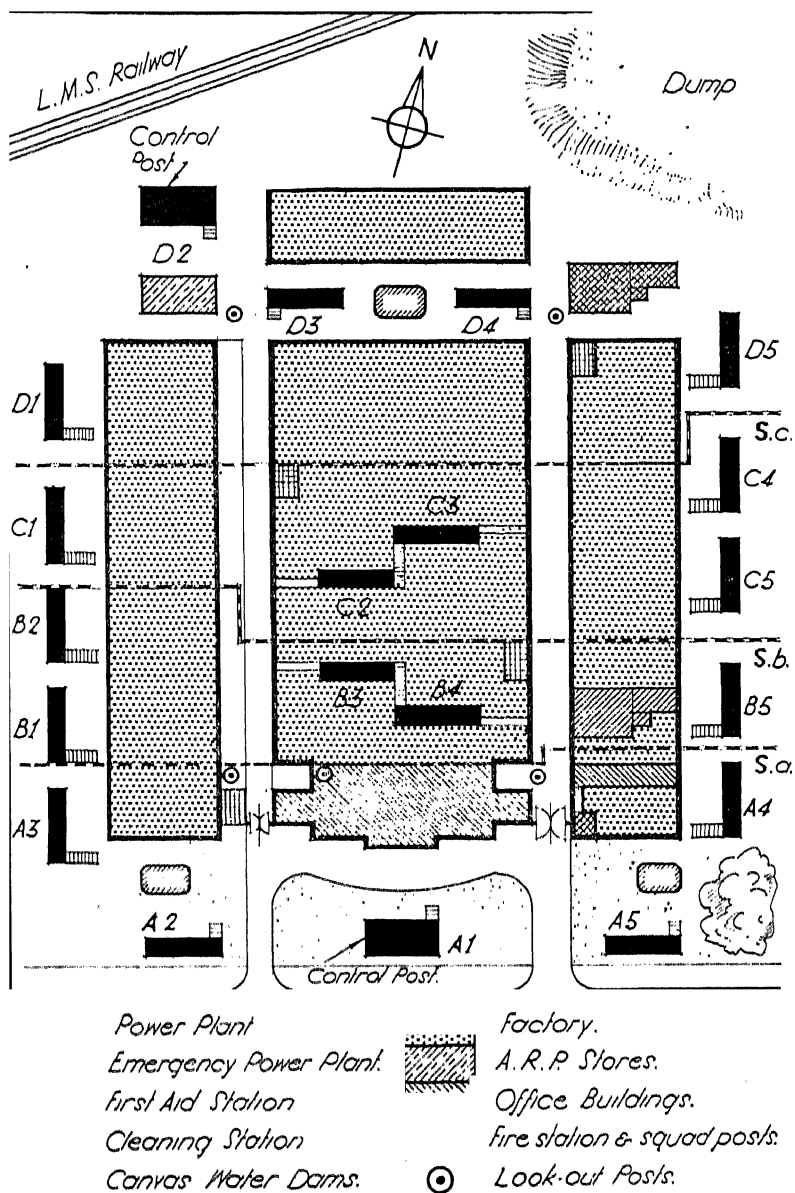 L.M.S. Railway
N
Dump
Control
Post
D2
D3
D4
D5
D1
S.c.
C3
C4
C1
C2
C5
B2
S.b.
B3
B4
B5
B1
S.a.
A3
A4
A2
A1
A5
Control Post.
Power Plant
Factory.
Emergency Power Plant.
A.R.P. Stores.
First Aid Station
Office Buildings.
Cleaning Station
Fire station & squad posts.
Canvas Water Dams.
Look-out Posts.